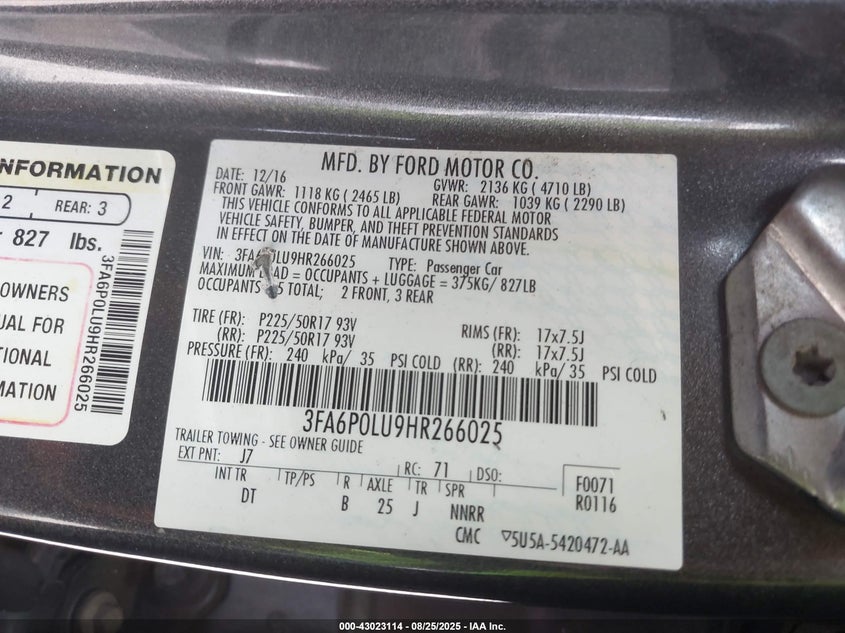 INFORMATION
2 REAR: 3
827 lbs.
OWNERS
UAL FOR
TIONAL
MATION
3FA6P0LU9HR266025
MFD. BY FORD MOTOR CO.
DATE: 12/16 GVWR: 2136 KG ( 4710 LB)
FRONT GAWR: 1118 KG ( 2465 LB) REAR GAWR: 1039 KG ( 2290 LB)
THIS VEHICLE CONFORMS TO ALL APPLICABLE FEDERAL MOTOR
VEHICLE SAFETY, BUMPER, AND THEFT PREVENTION STANDARDS
IN EFFECT ON THE DATE OF MANUFACTURE SHOWN ABOVE.
VIN: 3FA6P0LU9HR266025 TYPE: Passenger Car
MAXIMUM LOAD = OCCUPANTS + LUGGAGE = 375KG/ 827LB
OCCUPANTS 5 TOTAL; 2 FRONT, 3 REAR
TIRE (FR): P225/50R17 93V RIMS (FR): 17x7.5J
(RR): P225/50R17 93V (RR): 17x7.5J
PRESSURE (FR): 240 kPa/ 35 PSI COLD (RR): 240 kPa/ 35 PSI COLD
3FA6P0LU9HR266025
TRAILER TOWING - SEE OWNER GUIDE
EXT PNT: J7 RC: 71 DSO: F0071
INT TR TP/PS R AXLE TR SPR R0116
DT B 25 J NNRR
CMC 5U5A-5420472-AA
000-43023114 - 08/25/2025 - IAA Inc.